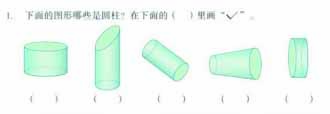 1. 下面的图形哪些是圆柱？在下面的（ ）里画“✓”。
（ ） （ ） （ ） （ ） （ ）